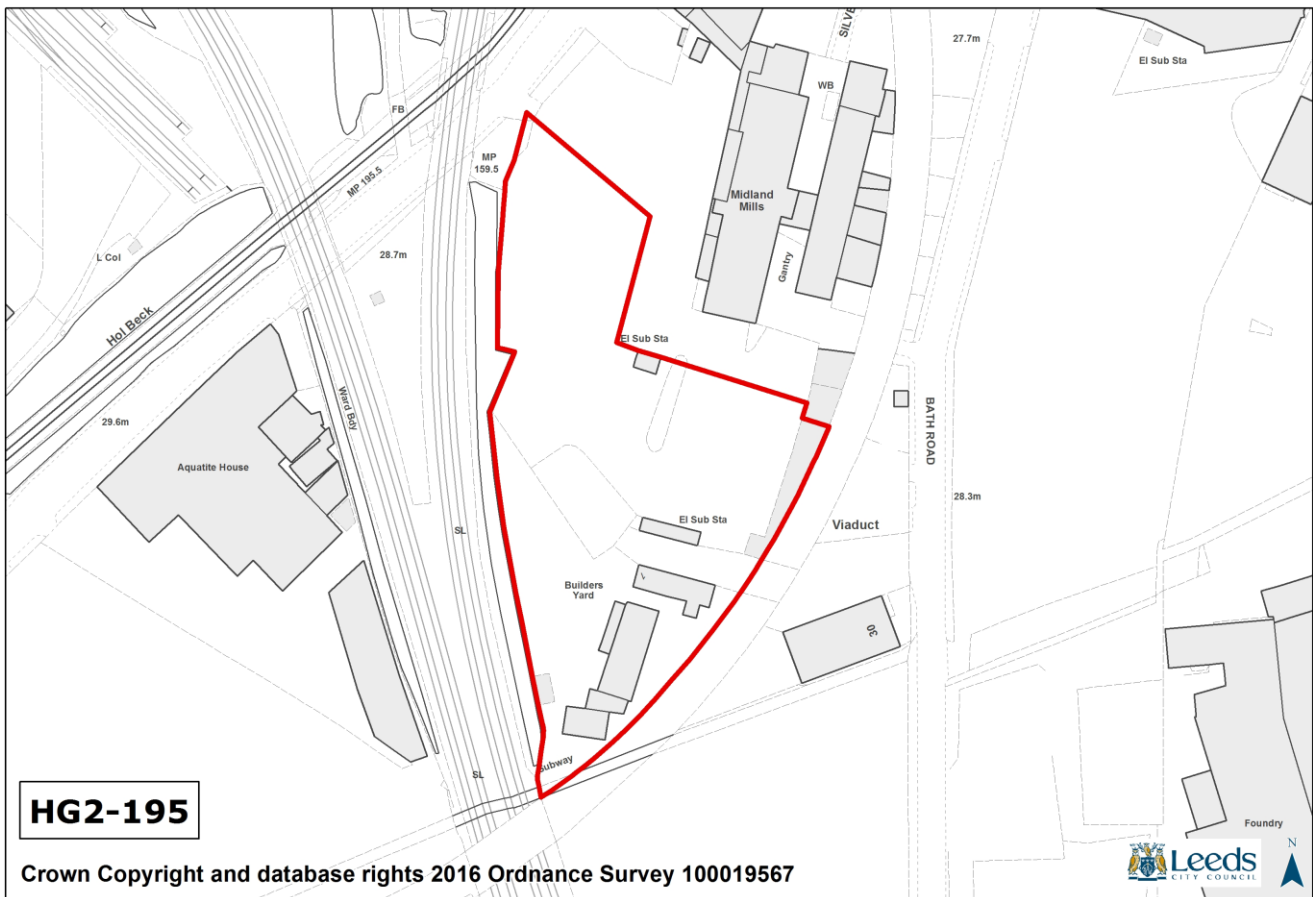 SILVE
27.7m
El Sub Sta
WB
FB
MP
159.5
MP 195.5
Midland
Mills
L Col
28.7m
Gantry
Hol Beck
El Sub Sta
Ward Bdy
BATH ROAD
29.6m
Aquatite House
28.3m
El Sub Sta
Viaduct
SL
Builders
Yard
30
Subway
SL
HG2-195
Foundry
Leeds
CITY COUNCIL
N
Crown Copyright and database rights 2016 Ordnance Survey 100019567